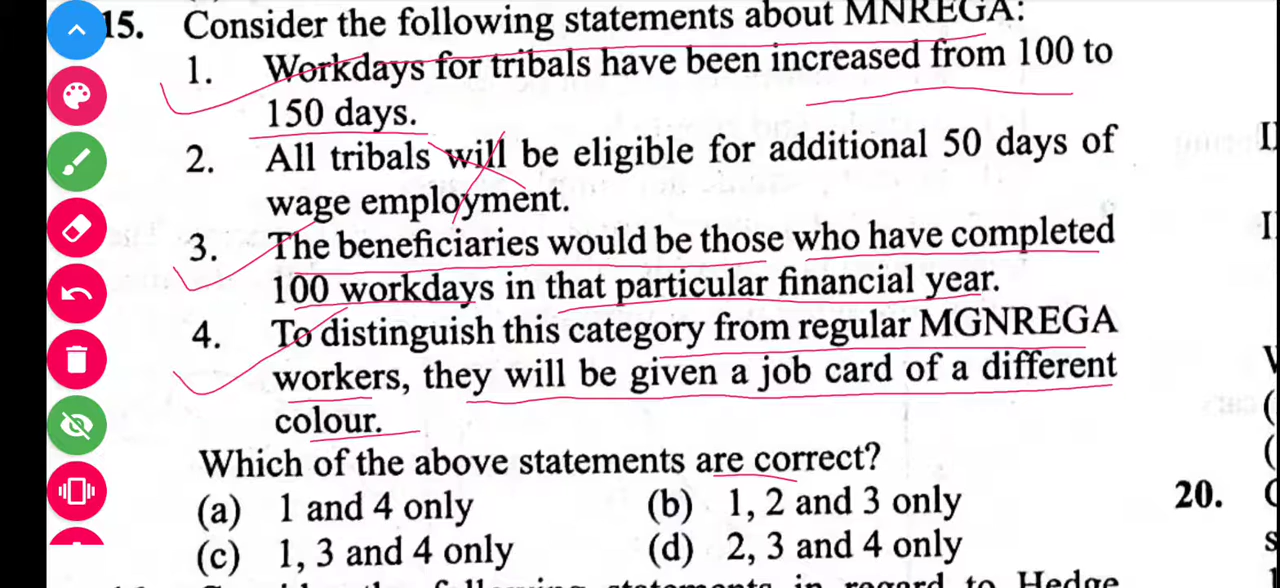 15. Consider the following statements about MNREGA:
1. Workdays for tribals have been increased from 100 to
150 days.
2. All tribals will be eligible for additional 50 days of
wage employment.
3. The beneficiaries would be those who have completed
100 workdays in that particular financial year.
4. To distinguish this category from regular MGNREGA
workers, they will be given a job card of a different
colour.
Which of the above statements are correct?
(a) 1 and 4 only (b) 1, 2 and 3 only
(c) 1, 3 and 4 only (d) 2, 3 and 4 only
20.
in regard to Hedge